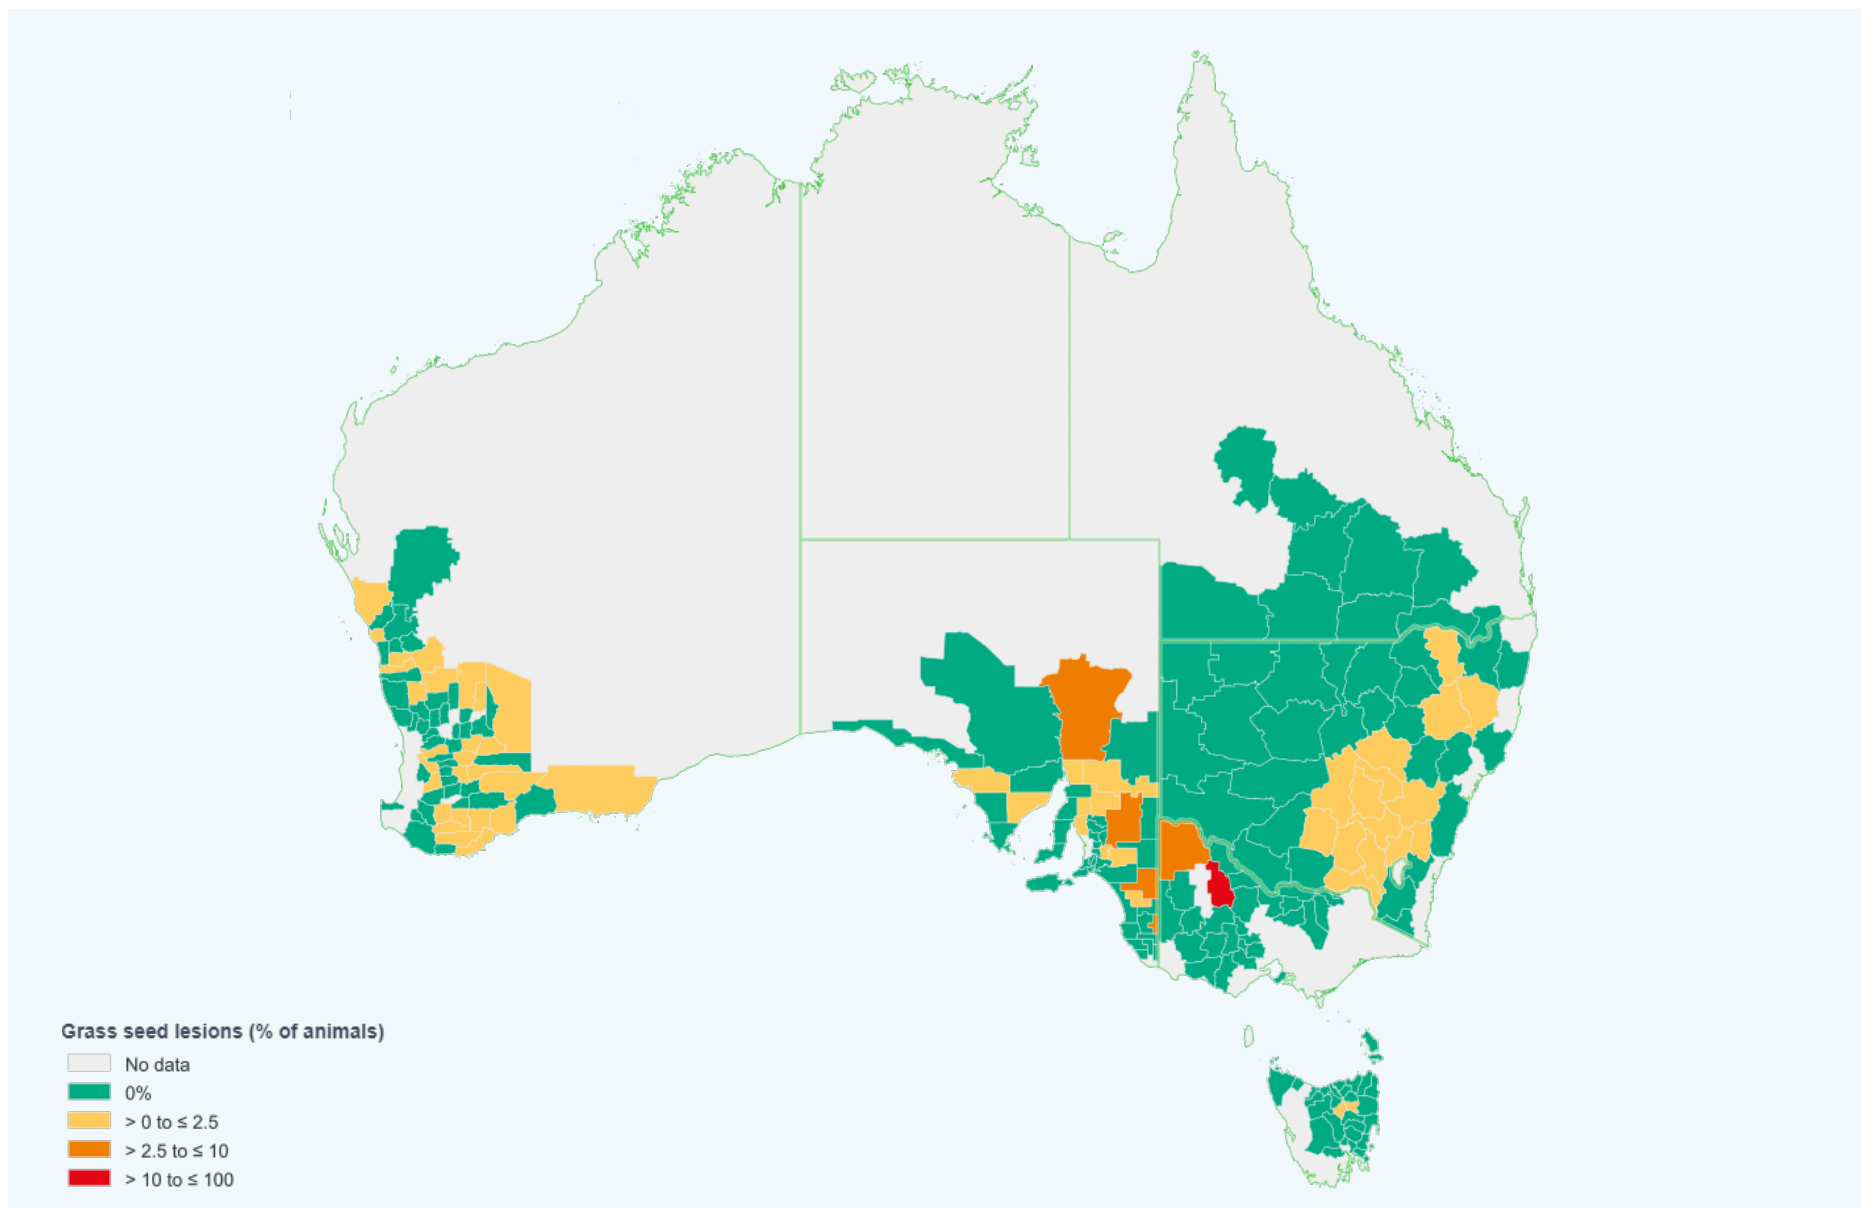 Grass seed lesions (% of animals)
No data
0%
> 0 to ≤ 2.5
> 2.5 to ≤ 10
> 10 to ≤ 100